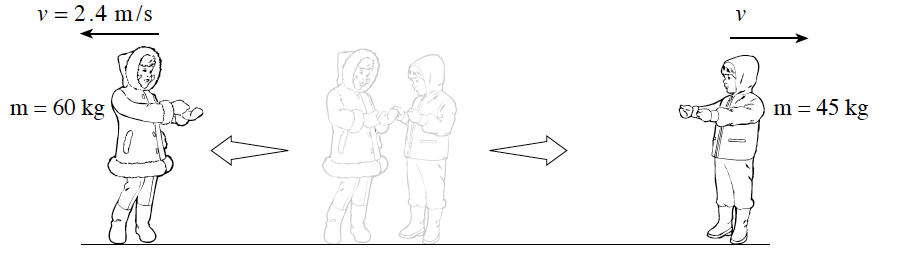 v = 2.4 m/s
v
m = 60 kg
m = 45 kg